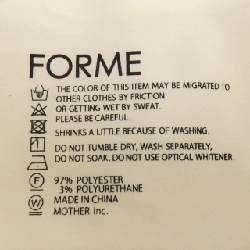 FORME
THE COLOR OF THIS ITEM MAY BE MIGRATED TO
OTHER CLOTHES BY FRICTION
OR GETTING WET BY SWEAT.
PLEASE BE CAREFUL.
SHRINKS A LITTLE BECAUSE OF WASHING.
DO NOT TUMBLE DRY, WASH SEPARATELY,
DO NOT SOAK. DO NOT USE OPTICAL WHITENER.
F 97% POLYESTER
3% POLYURETHANE
W MADE IN CHINA
MOTHER Inc.